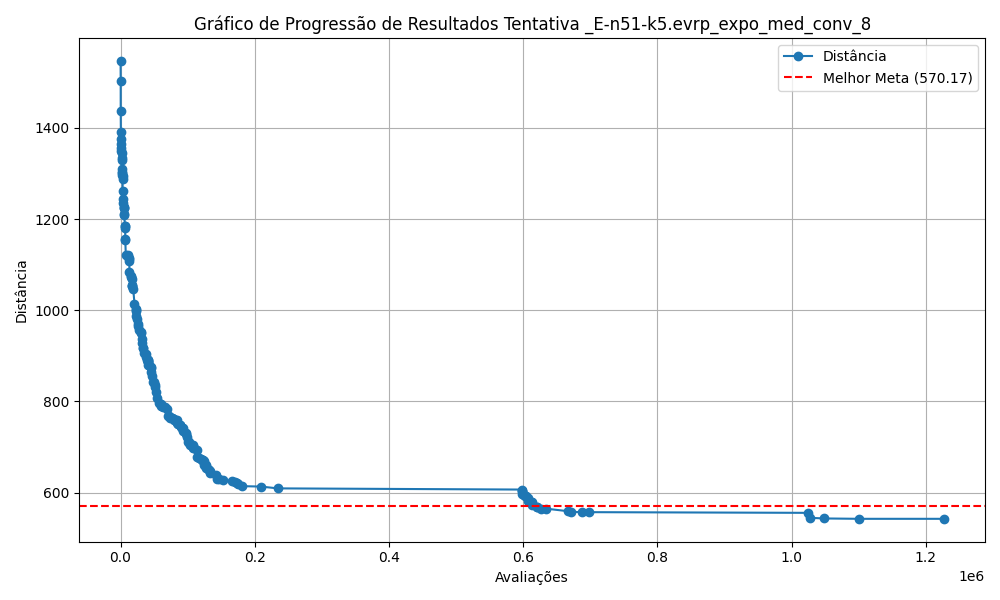 Gráfico de Progressão de Resultados Tentativa _E-n51-k5.evrp_expo_med_conv_8
Distância
Melhor Meta (570.17)
Distância
1400
1200
1000
800
600
0.0
0.2
0.4
0.6
0.8
1.0
1.2
1e6
Avaliações